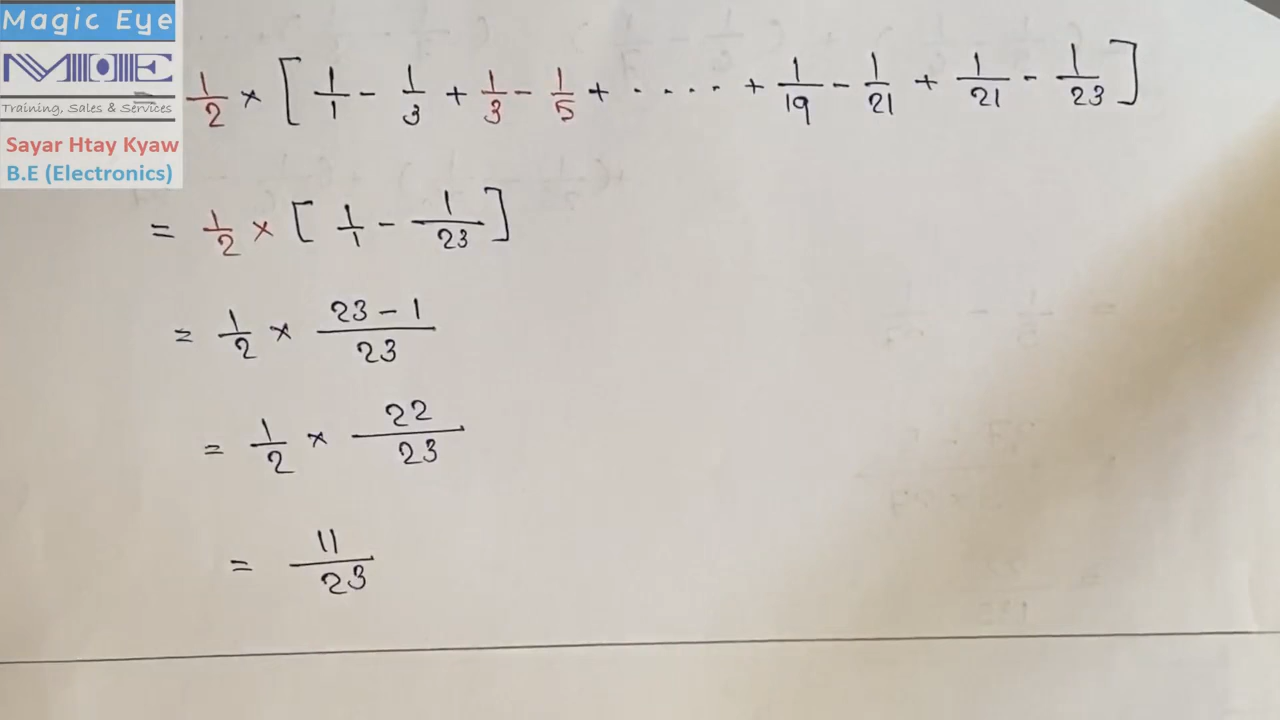 Magic Eye
MOE
Training, Sales & Services
Sayar Htay Kyaw
B.E (Electronics)
= 1/2 × [ 1/1 - 1/3 + 1/3 - 1/5 + ..... + 1/19 - 1/21 + 1/21 - 1/23 ]
= 1/2 × [ 1/1 - 1/23 ]
= 1/2 × (23 - 1)/23
= 1/2 × 22/23
= 11/23